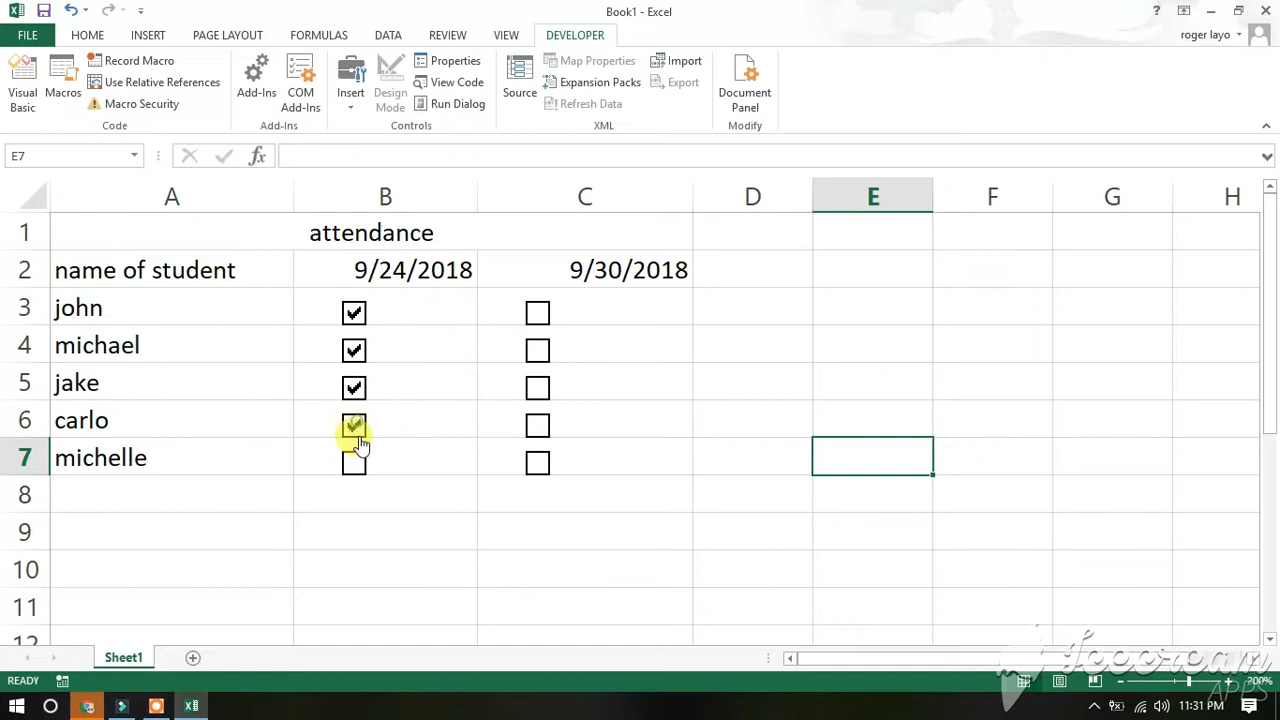 Book1 - Excel
?
FILE HOME INSERT PAGE LAYOUT FORMULAS DATA REVIEW VIEW DEVELOPER roger layo
Visual Basic
Macros
Record Macro
Use Relative References
Macro Security
Code
Add-Ins
COM Add-Ins
Add-Ins
Insert
Design Mode
Properties
View Code
Run Dialog
Controls
Source
Map Properties
Expansion Packs
Refresh Data
Import
Export
XML
Document Panel
Modify
E7 fx
A B C D E F G H
1 attendance
2 name of student 9/24/2018 9/30/2018
3 john
4 michael
5 jake
6 carlo
7 michelle
8
9
10
11
12
Sheet1
READY 200%
APPS
11:31 PM